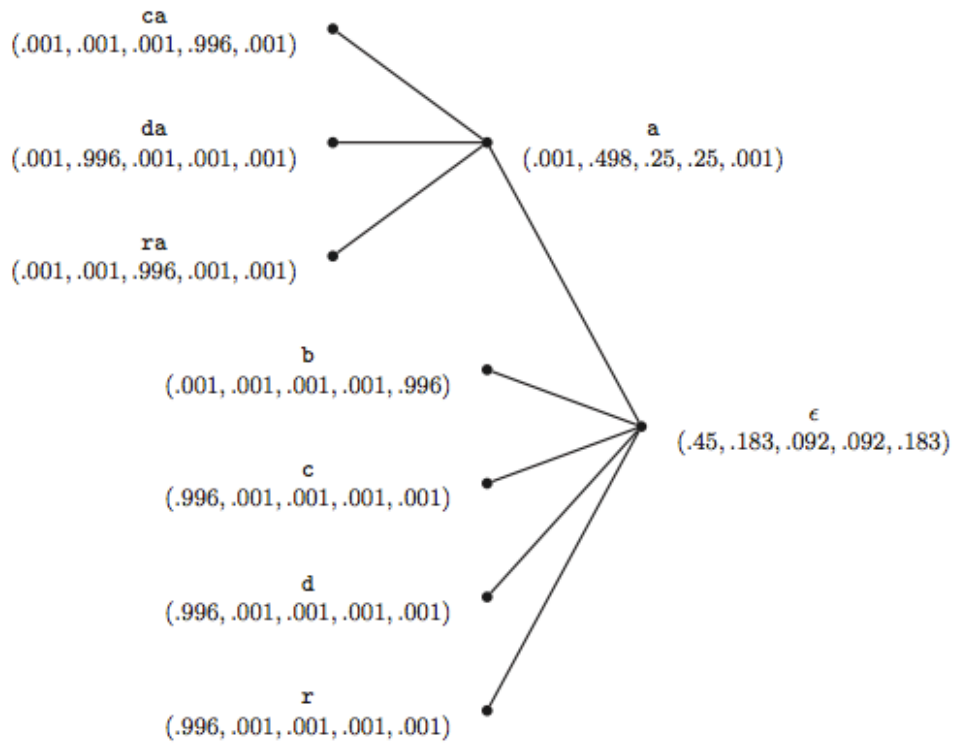 ca
(.001, .001, .001, .996, .001)
da
(.001, .996, .001, .001, .001)
a
(.001, .498, .25, .25, .001)
ra
(.001, .001, .996, .001, .001)
b
(.001, .001, .001, .001, .996)
ϵ
(.45, .183, .092, .092, .183)
c
(.996, .001, .001, .001, .001)
d
(.996, .001, .001, .001, .001)
r
(.996, .001, .001, .001, .001)